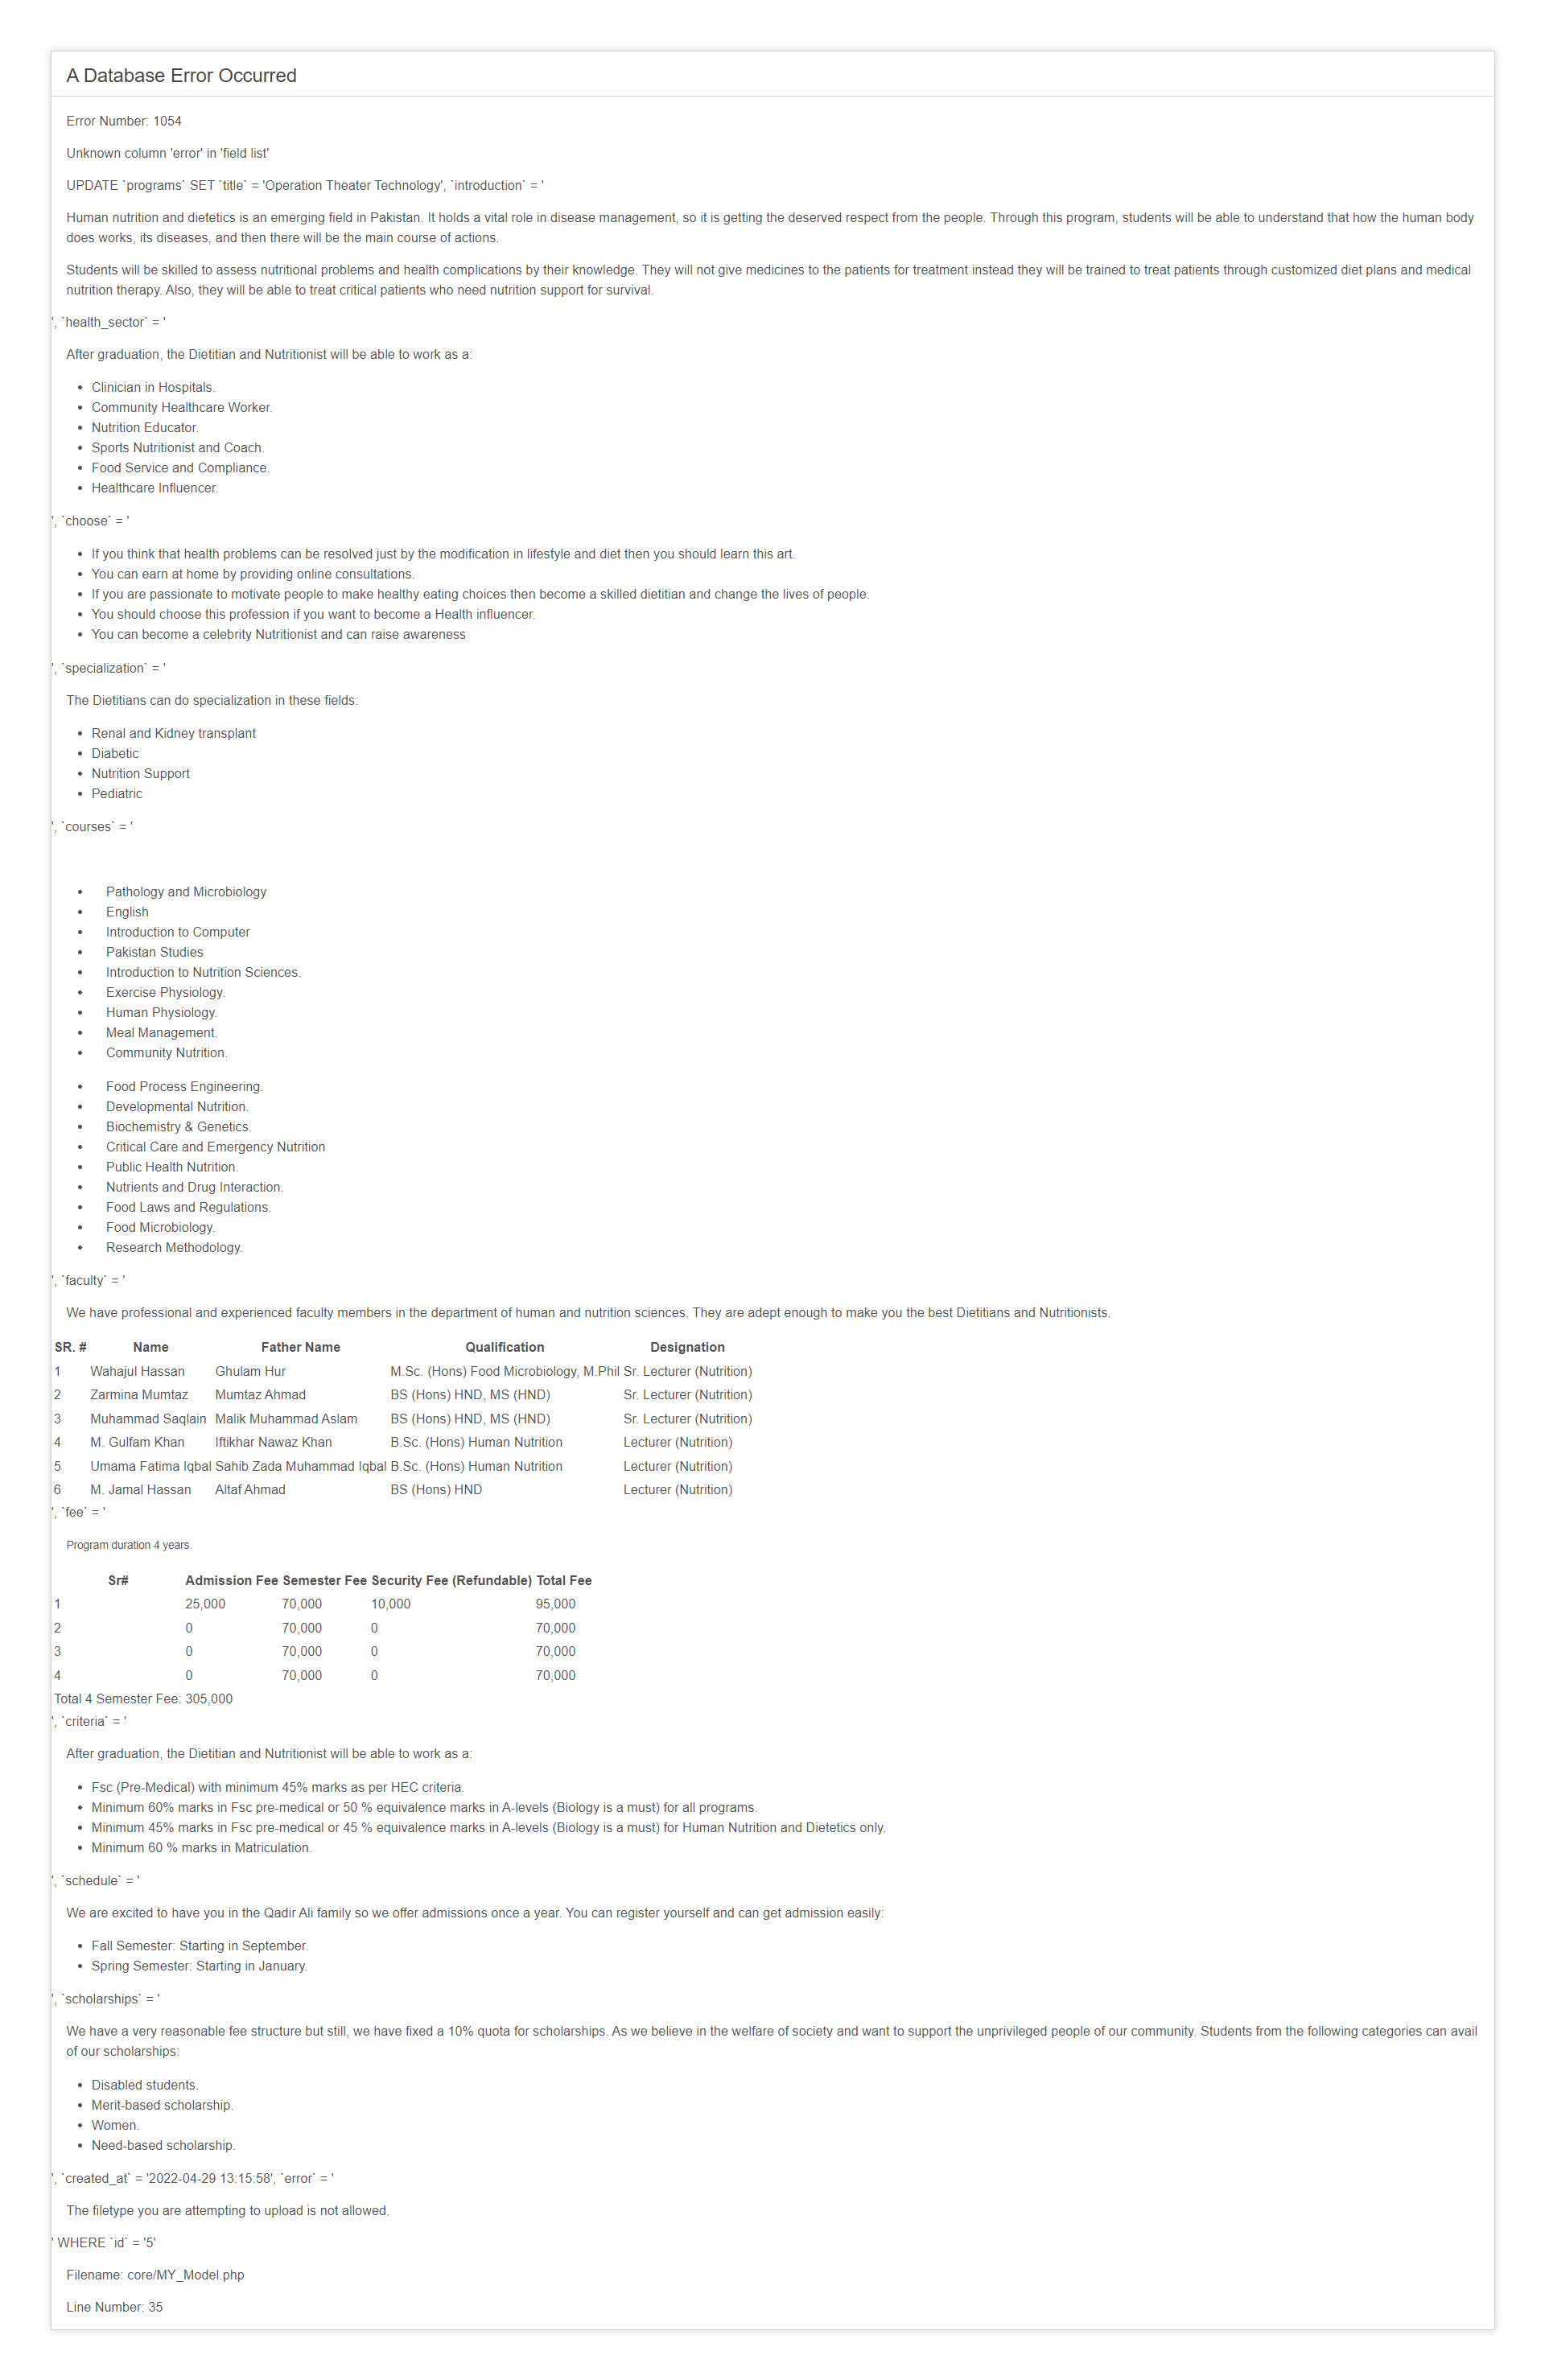 A Database Error Occurred
Error Number: 1054
Unknown column 'error' in 'field list'
UPDATE `programs` SET `title` = 'Operation Theater Technology', `introduction` = '
Human nutrition and dietetics is an emerging field in Pakistan. It holds a vital role in disease management, so it is getting the deserved respect from the people. Through this program, students will be able to understand that how the human body
does works, its diseases, and then there will be the main course of actions.
Students will be skilled to assess nutritional problems and health complications by their knowledge. They will not give medicines to the patients for treatment instead they will be trained to treat patients through customized diet plans and medical
nutrition therapy. Also, they will be able to treat critical patients who need nutrition support for survival.
', `health_sector` = '
After graduation, the Dietitian and Nutritionist will be able to work as a:
• Clinician in Hospitals.
• Community Healthcare Worker.
• Nutrition Educator.
• Sports Nutritionist and Coach.
• Food Service and Compliance.
• Healthcare Influencer.
', `choose` = '
• If you think that health problems can be resolved just by the modification in lifestyle and diet then you should learn this art.
• You can earn at home by providing online consultations.
• If you are passionate to motivate people to make healthy eating choices then become a skilled dietitian and change the lives of people.
• You should choose this profession if you want to become a Health influencer.
• You can become a celebrity Nutritionist and can raise awareness
', `specialization` = '
The Dietitians can do specialization in these fields:
• Renal and Kidney transplant
• Diabetic
• Nutrition Support
• Pediatric
', `courses` = '
• Pathology and Microbiology
• English
• Introduction to Computer
• Pakistan Studies
• Introduction to Nutrition Sciences.
• Exercise Physiology.
• Human Physiology.
• Meal Management.
• Community Nutrition.
• Food Process Engineering.
• Developmental Nutrition.
• Biochemistry & Genetics.
• Critical Care and Emergency Nutrition
• Public Health Nutrition.
• Nutrients and Drug Interaction.
• Food Laws and Regulations.
• Food Microbiology.
• Research Methodology.
', `faculty` = '
We have professional and experienced faculty members in the department of human and nutrition sciences. They are adept enough to make you the best Dietitians and Nutritionists.
SR. # Name Father Name Qualification Designation
1 Wahajul Hassan Ghulam Hur M.Sc. (Hons) Food Microbiology, M.Phil Sr. Lecturer (Nutrition)
2 Zarmina Mumtaz Mumtaz Ahmad BS (Hons) HND, MS (HND) Sr. Lecturer (Nutrition)
3 Muhammad Saqlain Malik Muhammad Aslam BS (Hons) HND, MS (HND) Sr. Lecturer (Nutrition)
4 M. Gulfam Khan Iftikhar Nawaz Khan B.Sc. (Hons) Human Nutrition Lecturer (Nutrition)
5 Umama Fatima Iqbal Sahib Zada Muhammad Iqbal B.Sc. (Hons) Human Nutrition Lecturer (Nutrition)
6 M. Jamal Hassan Altaf Ahmad BS (Hons) HND Lecturer (Nutrition)
', `fee` = '
Program duration 4 years.
Sr# Admission Fee Semester Fee Security Fee (Refundable) Total Fee
1 25,000 70,000 10,000 95,000
2 0 70,000 0 70,000
3 0 70,000 0 70,000
4 0 70,000 0 70,000
Total 4 Semester Fee: 305,000
', `criteria` = '
After graduation, the Dietitian and Nutritionist will be able to work as a:
• Fsc (Pre-Medical) with minimum 45% marks as per HEC criteria.
• Minimum 60% marks in Fsc pre-medical or 50 % equivalence marks in A-levels (Biology is a must) for all programs.
• Minimum 45% marks in Fsc pre-medical or 45 % equivalence marks in A-levels (Biology is a must) for Human Nutrition and Dietetics only.
• Minimum 60 % marks in Matriculation.
', `schedule` = '
We are excited to have you in the Qadir Ali family so we offer admissions once a year. You can register yourself and can get admission easily:
• Fall Semester: Starting in September.
• Spring Semester: Starting in January.
', `scholarships` = '
We have a very reasonable fee structure but still, we have fixed a 10% quota for scholarships. As we believe in the welfare of society and want to support the unprivileged people of our community. Students from the following categories can avail
of our scholarships:
• Disabled students.
• Merit-based scholarship.
• Women.
• Need-based scholarship.
', `created_at` = '2022-04-29 13:15:58', `error` = '
The filetype you are attempting to upload is not allowed.
' WHERE `id` = '5'
Filename: core/MY_Model.php
Line Number: 35